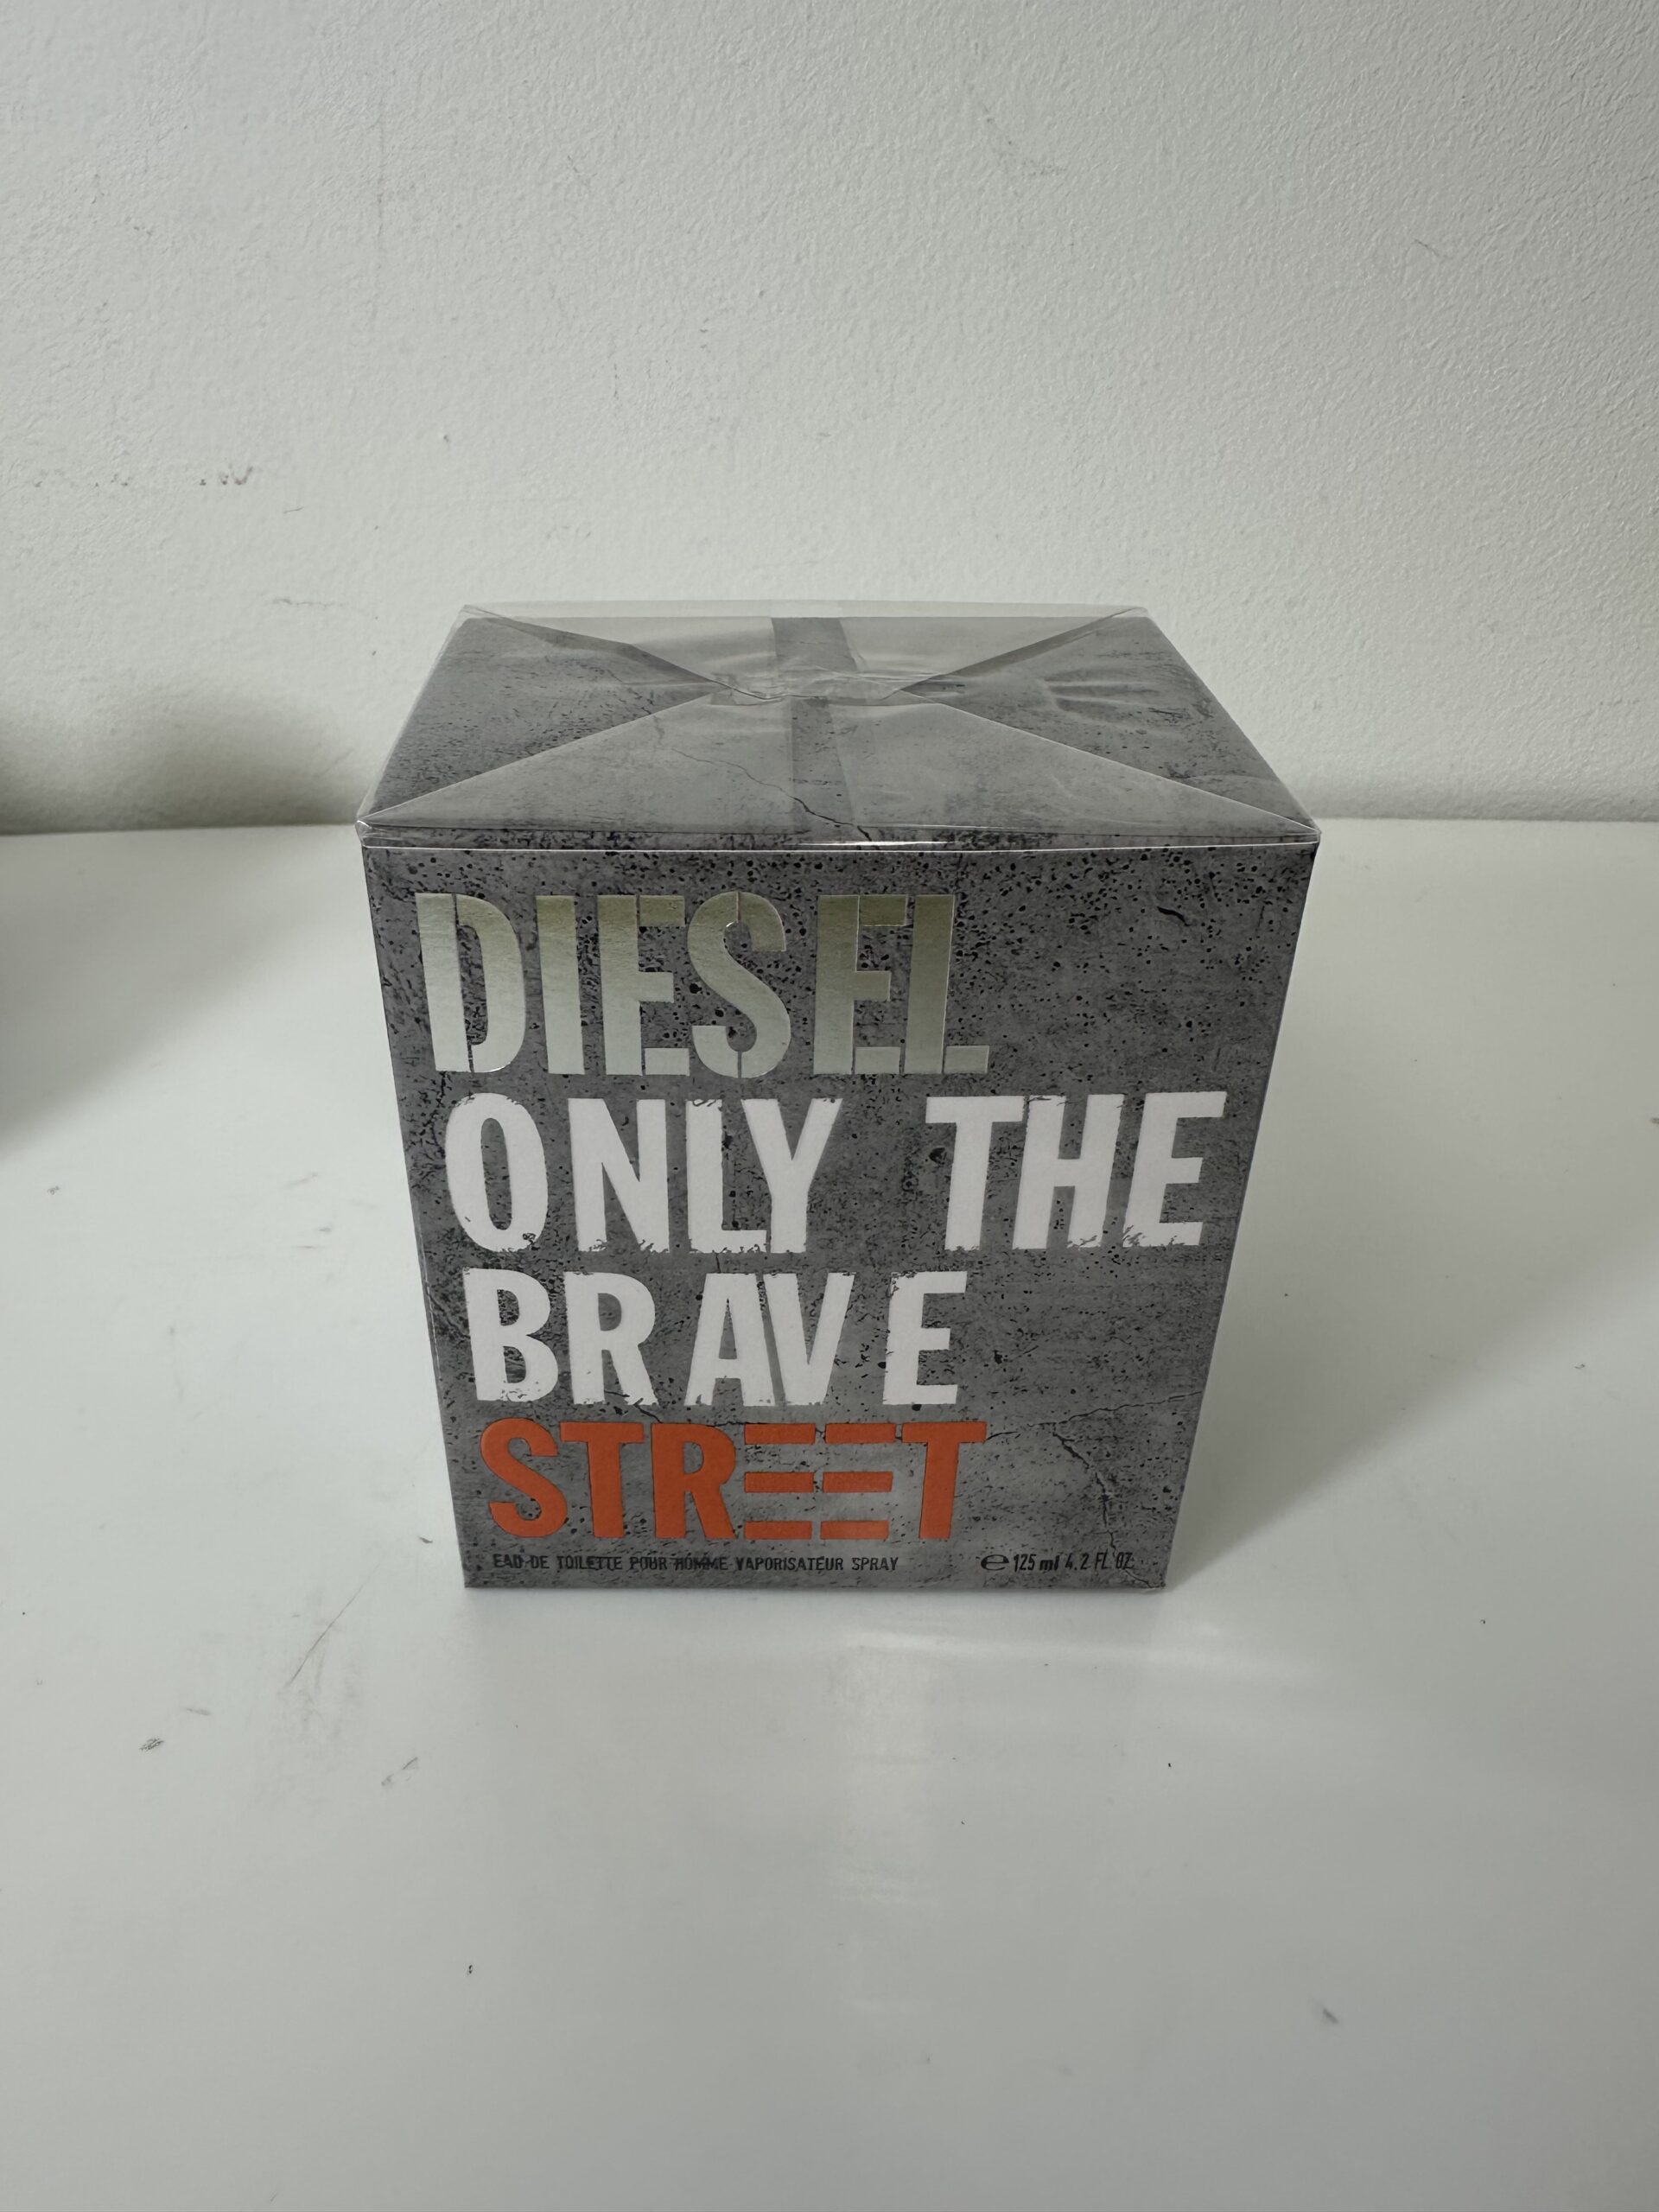 DIESEL
ONLY THE
BRAVE
STREET
EAU DE TOILETTE POUR HOMME VAPORISATEUR SPRAY ℮ 125 ml 4.2 FL.OZ.